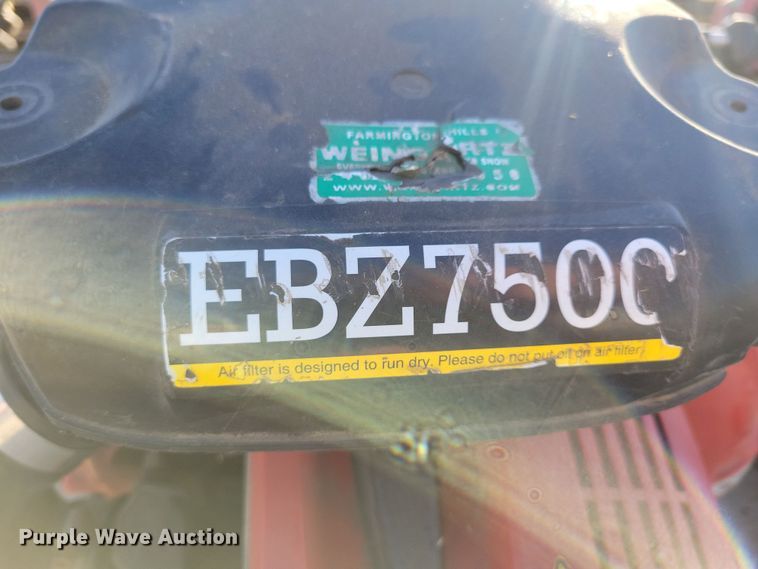 FARMINGTON HILLS
WEINGARTZ
EBZ7500
Air filter is designed to run dry. Please do not put oil on air filter.
Purple Wave Auction